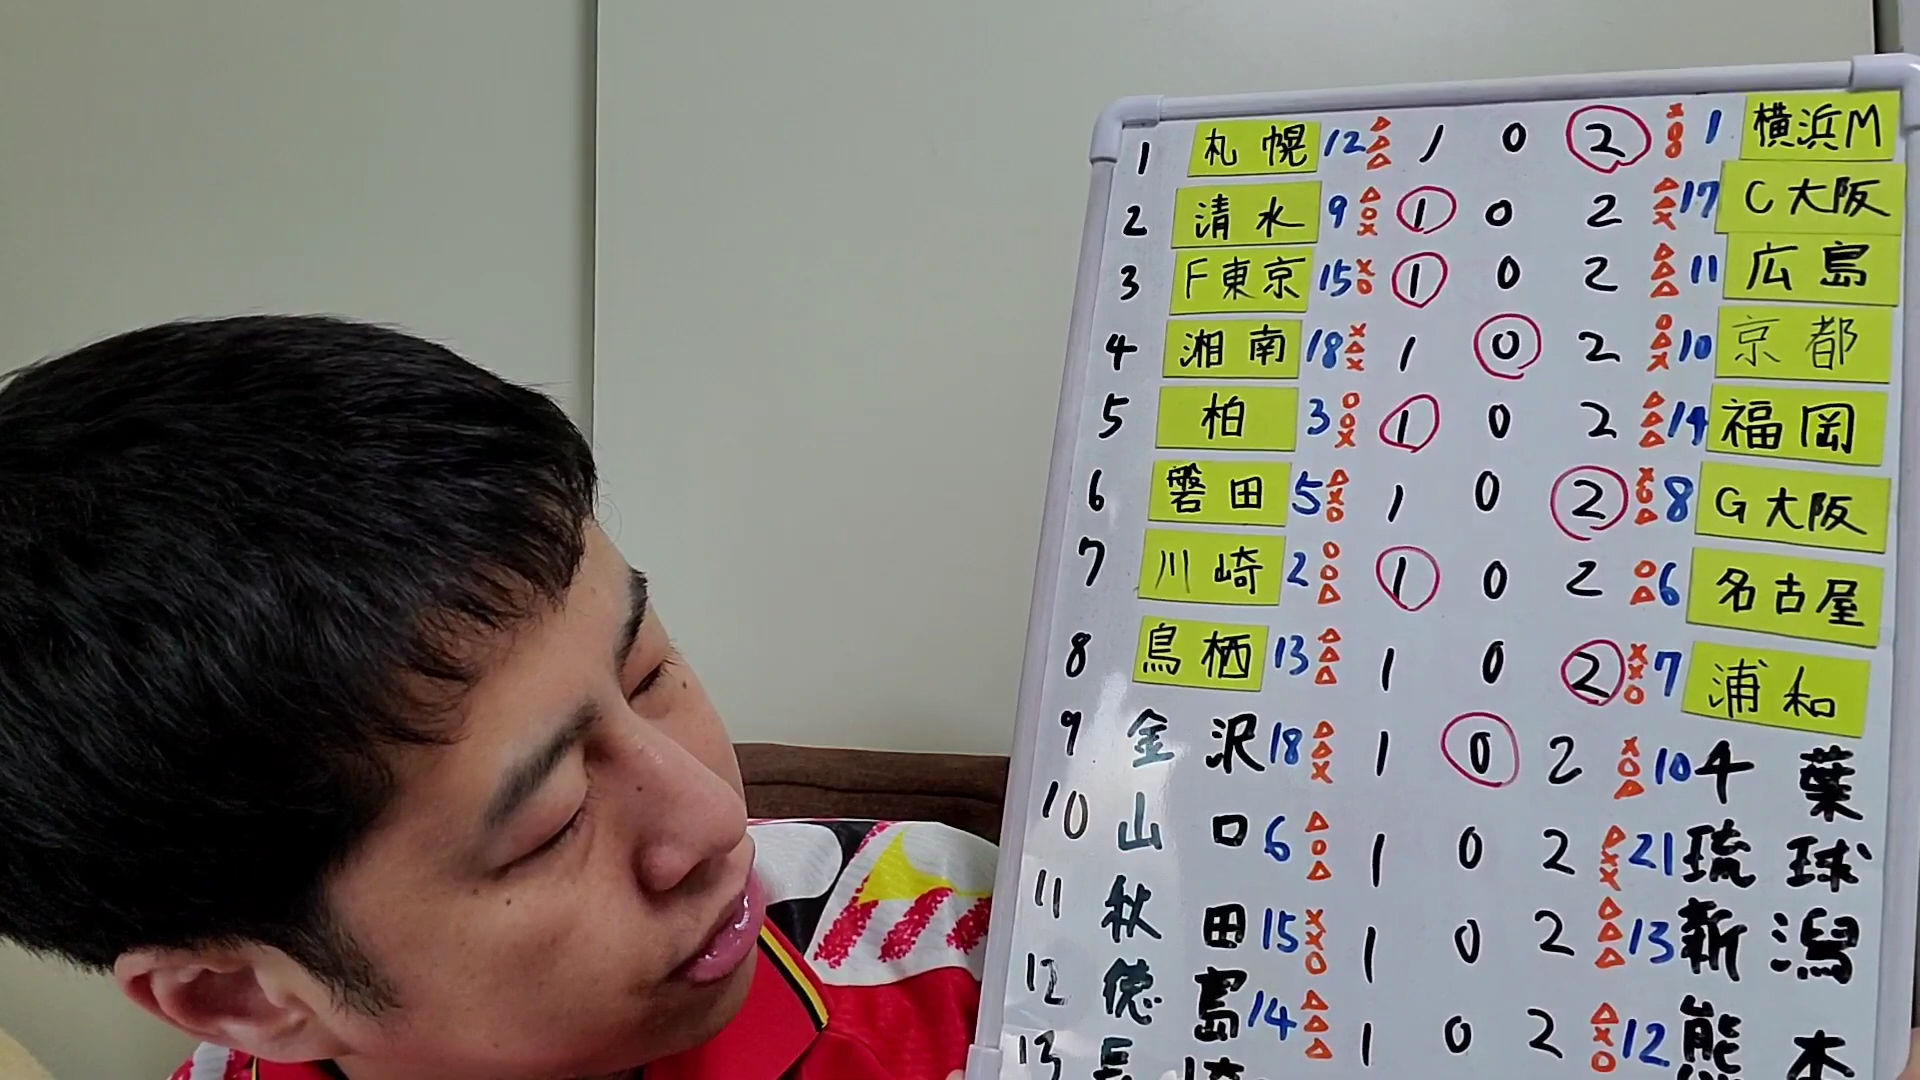 1 札幌 12 △△△ 1 0 2 ×○○ 1 横浜M
2 清水 9 △○× 1 0 2 △△× 17 C大阪
3 F東京 15 ×○ 1 0 2 △△△ 11 広島
4 湘南 18 ×△× 1 0 2 ○△× 10 京都
5 柏 3 ○○× 1 0 2 △△△ 14 福岡
6 磐田 5 △×○ 1 0 2 ×○△ 8 G大阪
7 川崎 2 ○○△ 1 0 2 ○△ 6 名古屋
8 鳥栖 13 △△△ 1 0 2 ××○ 7 浦和
9 金沢 18 △△× 1 0 2 ×○△ 10 千葉
10 山口 6 △○△ 1 0 2 △×× 21 琉球
11 秋田 15 ××○ 1 0 2 △△△ 13 新潟
12 徳島 14 △△△ 1 0 2 △×○ 12 熊本
13 長崎